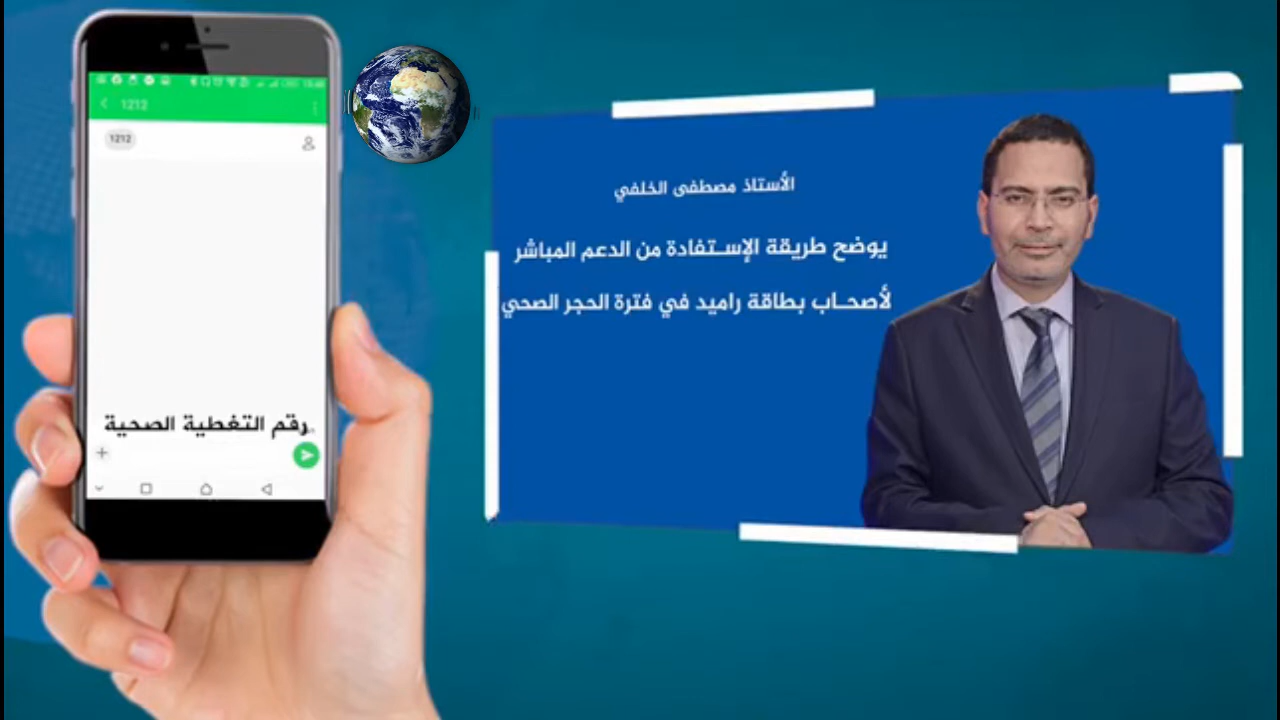 1212
1212
رقم التغطية الصحية
الأستاذ مصطفى الخلفي
يوضح طريقة الإستفادة من الدعم المباشر
لأصحاب بطاقة راميد في فترة الحجر الصحي